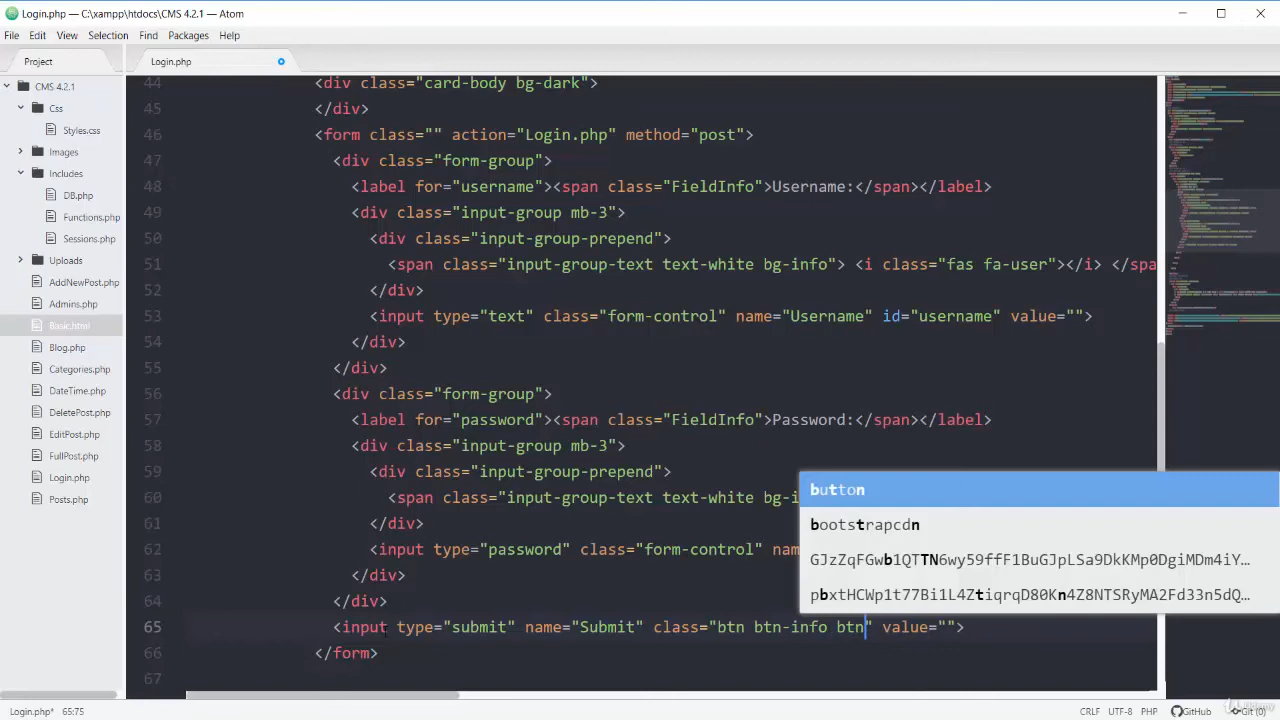 Login.php — C:\xampp\htdocs\CMS 4.2.1 — Atom
File Edit View Selection Find Packages Help
Project
Login.php
CMS 4.2.1
Css
Styles.css
Images
Includes
DB.php
Functions.php
Sessions.php
Uploads
AddNewPost.php
Admins.php
Basic.html
Blog.php
Categories.php
DateTime.php
DeletePost.php
EditPost.php
FullPost.php
Login.php
Posts.php
44 <div class="card-body bg-dark">
45 </div>
46 <form class="" action="Login.php" method="post">
47 <div class="form-group">
48 <label for="username"><span class="FieldInfo">Username:</span></label>
49 <div class="input-group mb-3">
50 <div class="input-group-prepend">
51 <span class="input-group-text text-white bg-info"> <i class="fas fa-user"></i> </spa
52 </div>
53 <input type="text" class="form-control" name="Username" id="username" value="">
54 </div>
55 </div>
56 <div class="form-group">
57 <label for="password"><span class="FieldInfo">Password:</span></label>
58 <div class="input-group mb-3">
59 <div class="input-group-prepend">
60 <span class="input-group-text text-white bg-i
61 </div>
62 <input type="password" class="form-control" na
63 </div>
64 </div>
65 <input type="submit" name="Submit" class="btn btn-info btn" value="">
66 </form>
67
button
bootstrapcdn
GJzZqFGwb1QTTN6wy59ffF1BuGJpLSa9DkKMp0DgiMDm4iY…
pbxtHCWp1t77Bi1L4ZtiqrqD80Kn4Z8NTSRyMA2Fd33n5dQ…
Login.php* 65:75
CRLF UTF-8 PHP GitHub Git (0)